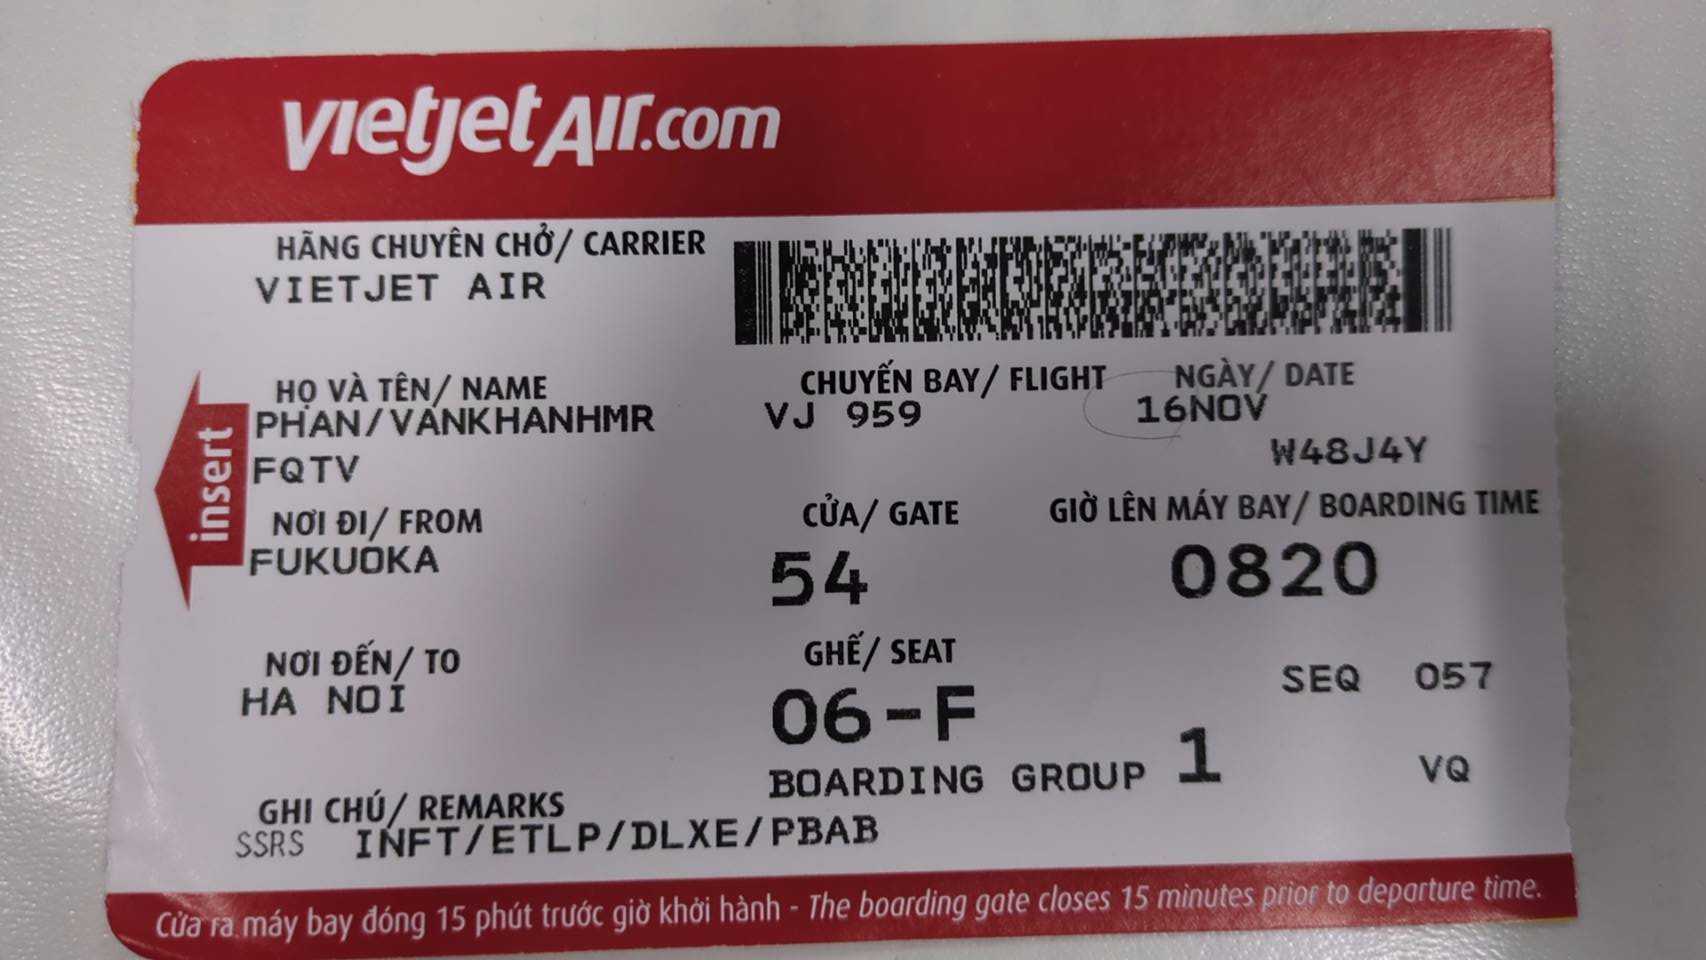 vietjetAir.com
HÃNG CHUYÊN CHỞ/ CARRIER
VIETJET AIR
HỌ VÀ TÊN/ NAME
PHAN/VANKHANHMR
CHUYẾN BAY/ FLIGHT
VJ 959
NGÀY/ DATE
16NOV
W48J4Y
FQTV
insert
NƠI ĐI/ FROM
FUKUOKA
CỬA/ GATE
54
GIỜ LÊN MÁY BAY/ BOARDING TIME
0820
NƠI ĐẾN/ TO
HA NOI
GHẾ/ SEAT
06-F
SEQ 057
BOARDING GROUP 1
VQ
GHI CHÚ/ REMARKS
SSRS INFT/ETLP/DLXE/PBAB
Cửa ra máy bay đóng 15 phút trước giờ khởi hành - The boarding gate closes 15 minutes prior to departure time.